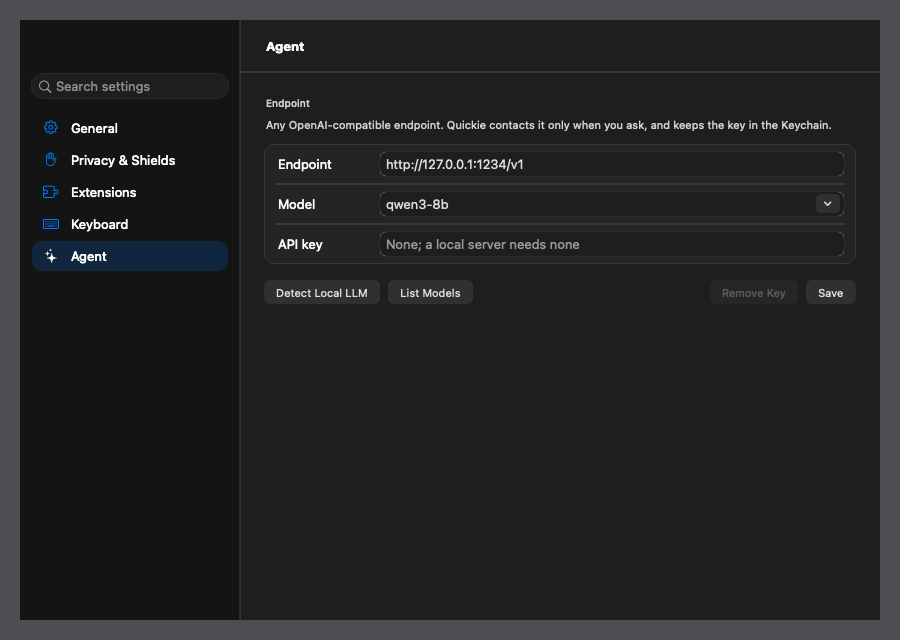 Search settings
General
Privacy & Shields
Extensions
Keyboard
Agent
Agent
Endpoint
Any OpenAI-compatible endpoint. Quickie contacts it only when you ask, and keeps the key in the Keychain.
Endpoint http://127.0.0.1:1234/v1
Model qwen3-8b
API key None; a local server needs none
Detect Local LLM List Models Remove Key Save